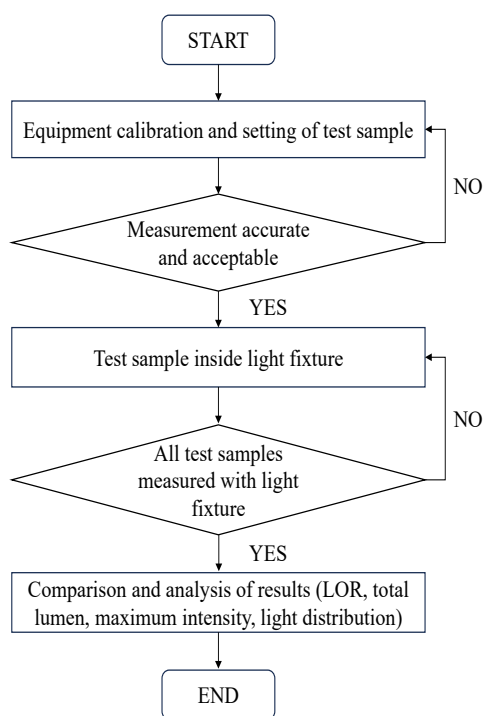 START
Equipment calibration and setting of test sample
NO
Measurement accurate
and acceptable
YES
Test sample inside light fixture
NO
All test samples
measured with light
fixture
YES
Comparison and analysis of results (LOR, total
lumen, maximum intensity, light distribution)
END